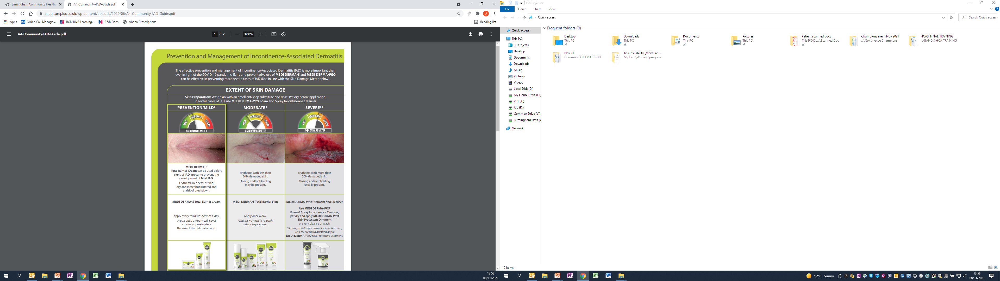 Birmingham Community Healthc
A4-Community-IAD-Guide.pdf
medicareplus.co.uk/wp-content/uploads/2020/06/A4-Community-IAD-Guide.pdf
J
Apps
NHS
Video Call Manage...
RCN B&B Learning...
B&B Docs
Abena Prescriptions
Reading list
A4-Community-IAD-Guide.pdf
1 / 2
100%
Prevention and Management of Incontinence-Associated Dermatitis
The effective prevention and management of Incontinence-Associated Dermatitis (IAD) is more important than
ever in light of the COVID-19 pandemic. Early and preventative use of MEDI DERMA-S and MEDI DERMA-PRO
can be effective in preventing more severe cases of IAD (Use in line with the Skin Damage Meter below).
EXTENT OF SKIN DAMAGE
Skin Preparation: Wash skin with an emollient/soap substitute and rinse. Pat dry before application.
In severe cases of IAD, use MEDI DERMA-PRO Foam and Spray Incontinence Cleanser
PREVENTION/MILD*
MILD
MODERATE
SEVERE
SKIN DAMAGE METER
MEDI DERMA-S
Total Barrier Cream can be used before
signs of IAD appear to prevent the
development of Mild IAD.
Erythema (redness) of skin,
dry and intact but irritated and
at risk of breakdown.
MEDI DERMA-S Total Barrier Cream
Apply every third wash/twice a day.
A pea-sized amount will cover
an area approximately
the size of the palm of a hand.
MODERATE*
MILD
MODERATE
SEVERE
SKIN DAMAGE METER
Erythema with less than
50% damaged skin.
Oozing and/or bleeding
may be present.
MEDI DERMA-S Total Barrier Film
Apply once a day.
*There is no need to re-apply
after every cleanse.
SEVERE**
MILD
MODERATE
SEVERE
SKIN DAMAGE METER
Erythema with more than
50% damaged skin.
Oozing and/or bleeding
usually present.
MEDI DERMA-PRO Ointment and Cleanser
Use MEDI DERMA-PRO
Foam & Spray Incontinence Cleanser,
pat dry and apply MEDI DERMA-PRO
Skin Protectant Ointment
at every cleanse or wash.
*If using anti-fungal cream for infected area,
wait for cream to dry then apply
MEDI DERMA-PRO Skin Protectant Ointment.
13:58
08/11/2021
File Explorer
File
Home
Share
View
Quick access
Search Quick access
Quick access
This PC
3D Objects
Desktop
Documents
Downloads
Music
Pictures
Videos
Local Disk (D:)
My Home Drive (H:
PST (K:)
Rio (R:)
Common Drive (V:)
Birmingham Data (\
Network
Frequent folders (9)
Desktop
This PC
Downloads
This PC
Documents
This PC
Pictures
This PC
Patient scanned docs
This PC\Do...\Scanned Doc
Champions event Nov 2021
...\Continence Champions
HCA3 FINAL TRAINING
...\BAND 3 HCA TRAINING
Nov 21
Common...\TEAM HUDDLE
Tissue Viability (Moisture ...
My Ho...\Working progress
9 items
12°C Sunny
13:58
08/11/2021